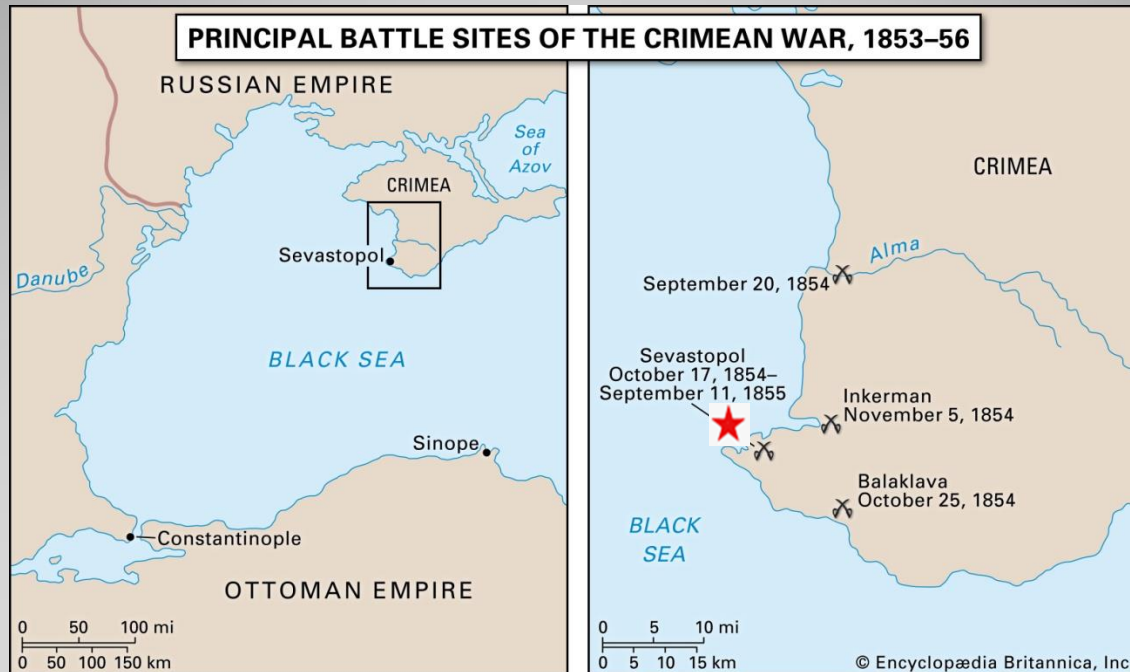 PRINCIPAL BATTLE SITES OF THE CRIMEAN WAR, 1853–56
RUSSIAN EMPIRE
Sea
of
Azov
CRIMEA
Sevastopol
Danube
BLACK SEA
Sinope
Constantinople
OTTOMAN EMPIRE
0 50 100 mi
0 50 100 150 km
CRIMEA
Alma
September 20, 1854
Sevastopol
October 17, 1854–
September 11, 1855
Inkerman
November 5, 1854
Balaklava
October 25, 1854
BLACK
SEA
0 5 10 mi
0 5 10 15 km
© Encyclopædia Britannica, Inc